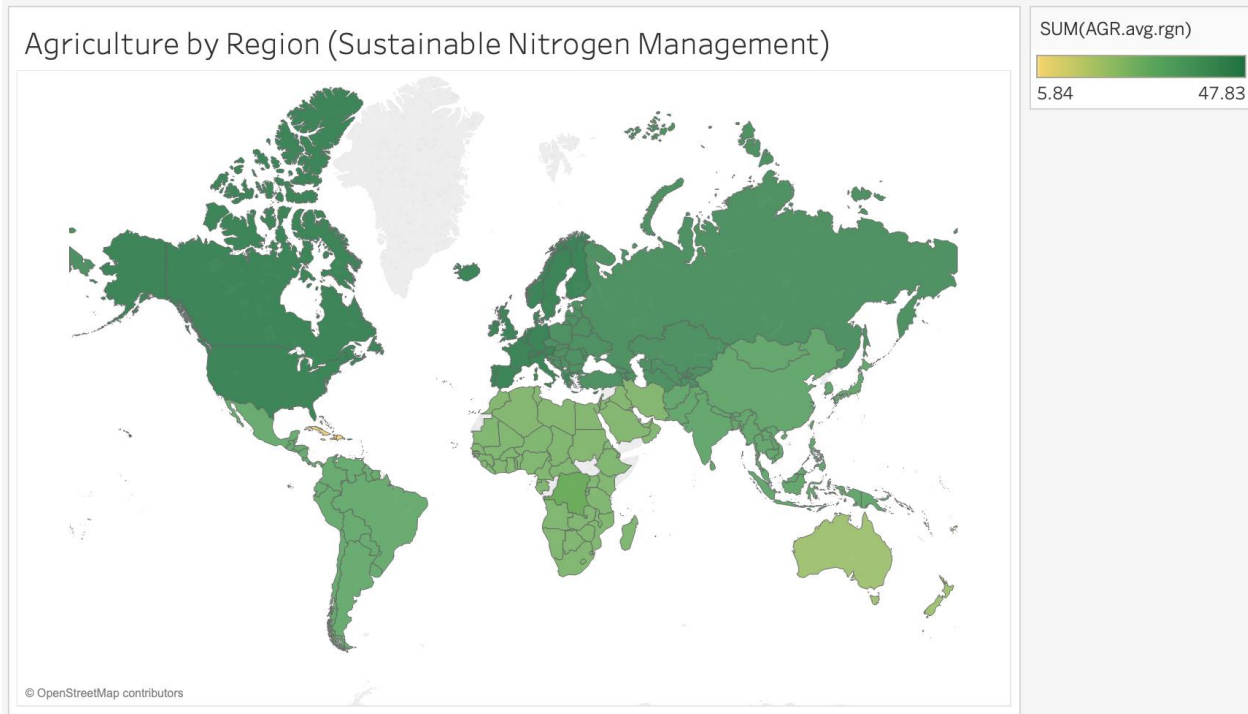 Agriculture by Region (Sustainable Nitrogen Management)
SUM(AGR.avg.rgn)
5.84 47.83
© OpenStreetMap contributors